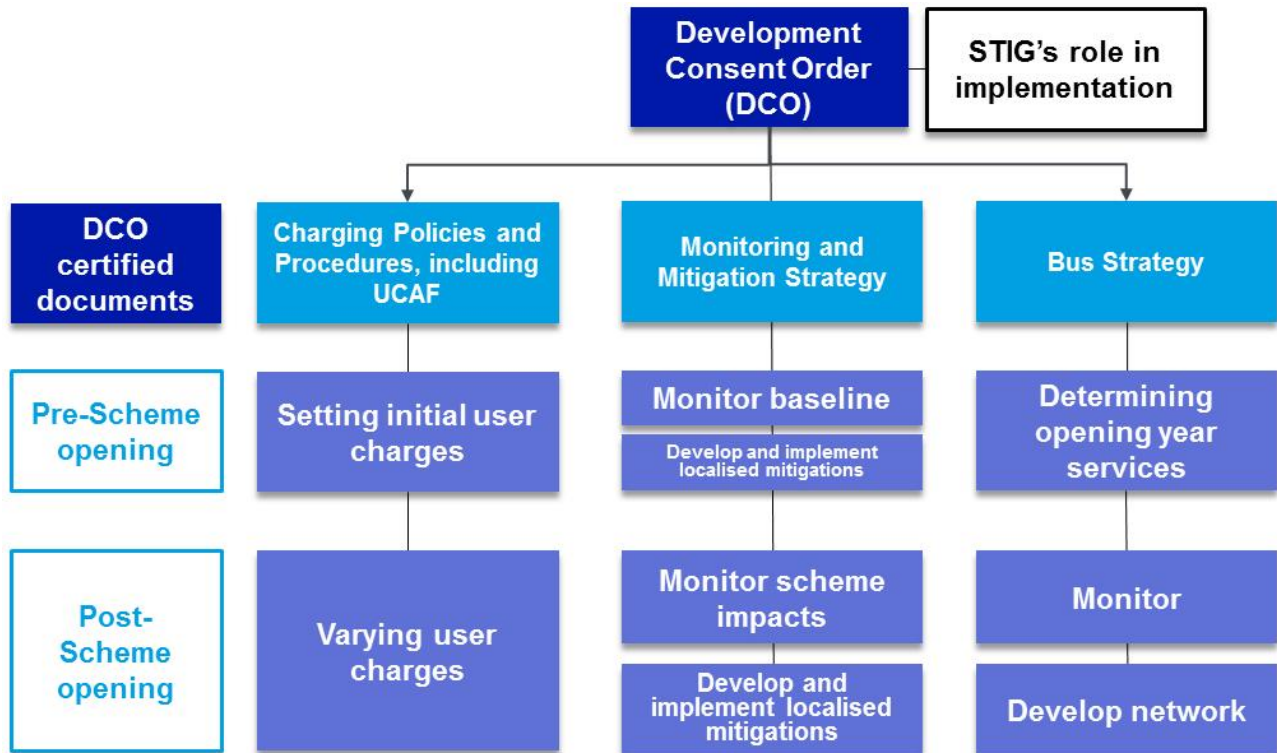 Development
Consent Order
(DCO)
STIG's role in
implementation
DCO
certified
documents
Charging Policies and
Procedures, including
UCAF
Monitoring and
Mitigation Strategy
Bus Strategy
Pre-Scheme
opening
Setting initial user
charges
Monitor baseline
Develop and implement
localised mitigations
Determining
opening year
services
Post-
Scheme
opening
Varying user
charges
Monitor scheme
impacts
Develop and
implement localised
mitigations
Monitor
Develop network